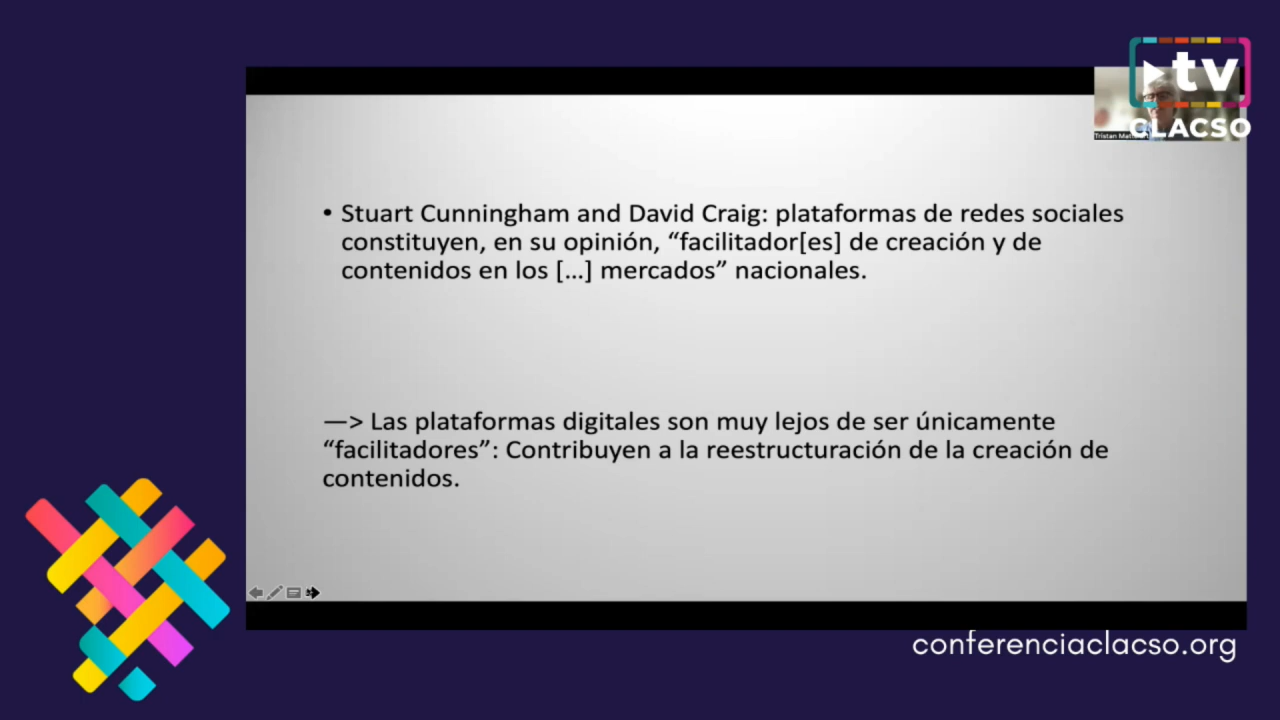 tv
CLACSO
Tristan
• Stuart Cunningham and David Craig: plataformas de redes sociales
constituyen, en su opinión, “facilitador[es] de creación y de
contenidos en los [...] mercados” nacionales.
—> Las plataformas digitales son muy lejos de ser únicamente
“facilitadores”: Contribuyen a la reestructuración de la creación de
contenidos.
conferenciaclacso.org